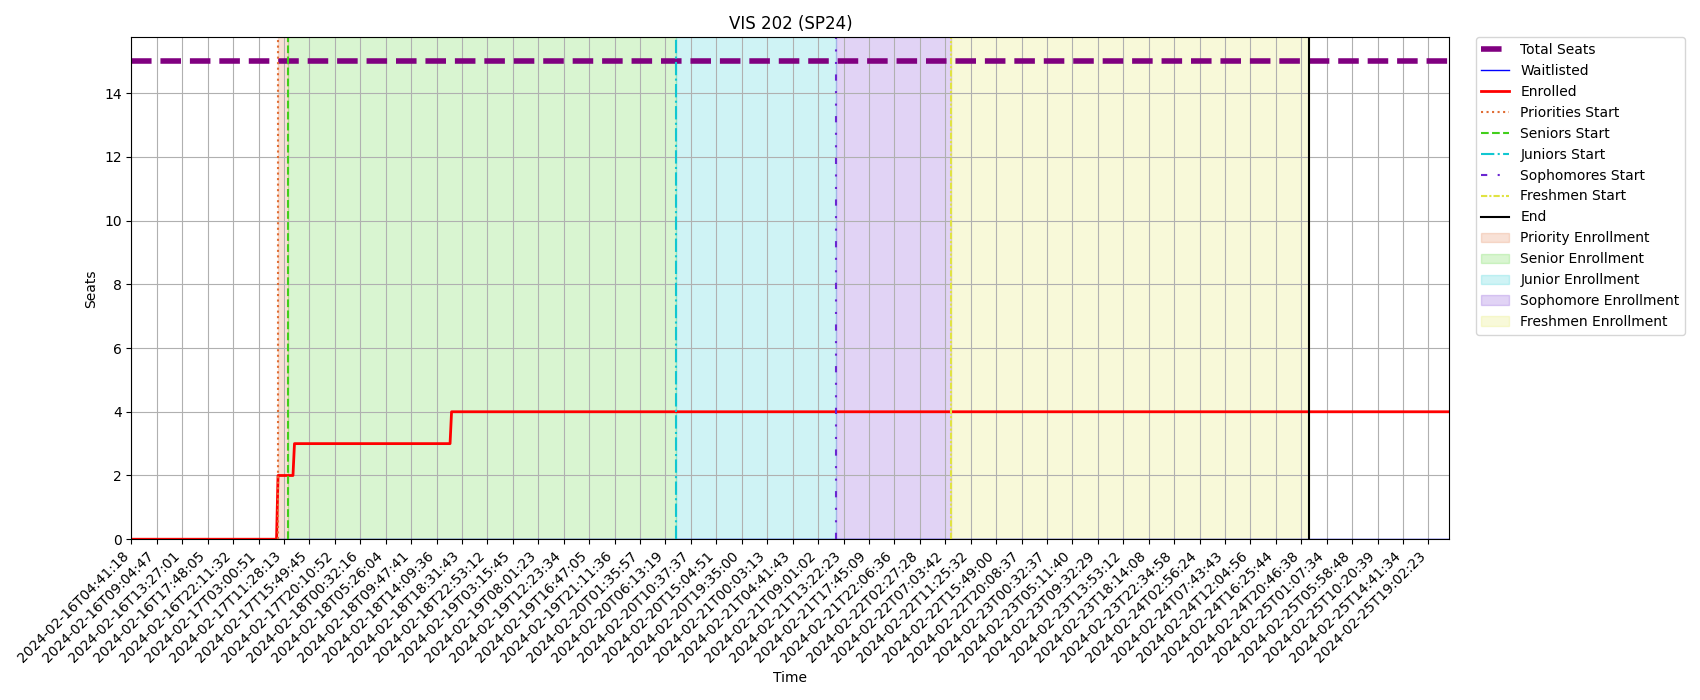 VIS 202 (SP24)
Seats
14
12
10
8
6
4
2
0
2024-02-16T04:41:18
2024-02-16T09:04:47
2024-02-16T13:27:01
2024-02-16T17:48:05
2024-02-16T22:11:32
2024-02-17T03:00:51
2024-02-17T11:28:13
2024-02-17T15:49:45
2024-02-17T20:10:52
2024-02-18T00:32:16
2024-02-18T05:26:04
2024-02-18T09:47:41
2024-02-18T14:09:36
2024-02-18T18:31:43
2024-02-18T22:53:12
2024-02-19T03:15:45
2024-02-19T08:01:23
2024-02-19T12:23:34
2024-02-19T16:47:05
2024-02-19T21:11:36
2024-02-20T01:35:57
2024-02-20T06:13:19
2024-02-20T10:37:37
2024-02-20T15:04:51
2024-02-20T19:35:00
2024-02-21T00:03:13
2024-02-21T04:41:43
2024-02-21T09:01:02
2024-02-21T13:22:23
2024-02-21T17:45:09
2024-02-21T22:06:36
2024-02-22T02:27:28
2024-02-22T07:03:42
2024-02-22T11:25:32
2024-02-22T15:49:00
2024-02-22T20:08:37
2024-02-23T00:32:37
2024-02-23T05:11:40
2024-02-23T09:32:29
2024-02-23T13:53:12
2024-02-23T18:14:08
2024-02-23T22:34:58
2024-02-24T02:56:24
2024-02-24T07:43:43
2024-02-24T12:04:56
2024-02-24T16:25:44
2024-02-24T20:46:38
2024-02-25T01:07:34
2024-02-25T05:58:48
2024-02-25T10:20:39
2024-02-25T14:41:34
2024-02-25T19:02:23
Time
Total Seats
Waitlisted
Enrolled
Priorities Start
Seniors Start
Juniors Start
Sophomores Start
Freshmen Start
End
Priority Enrollment
Senior Enrollment
Junior Enrollment
Sophomore Enrollment
Freshmen Enrollment